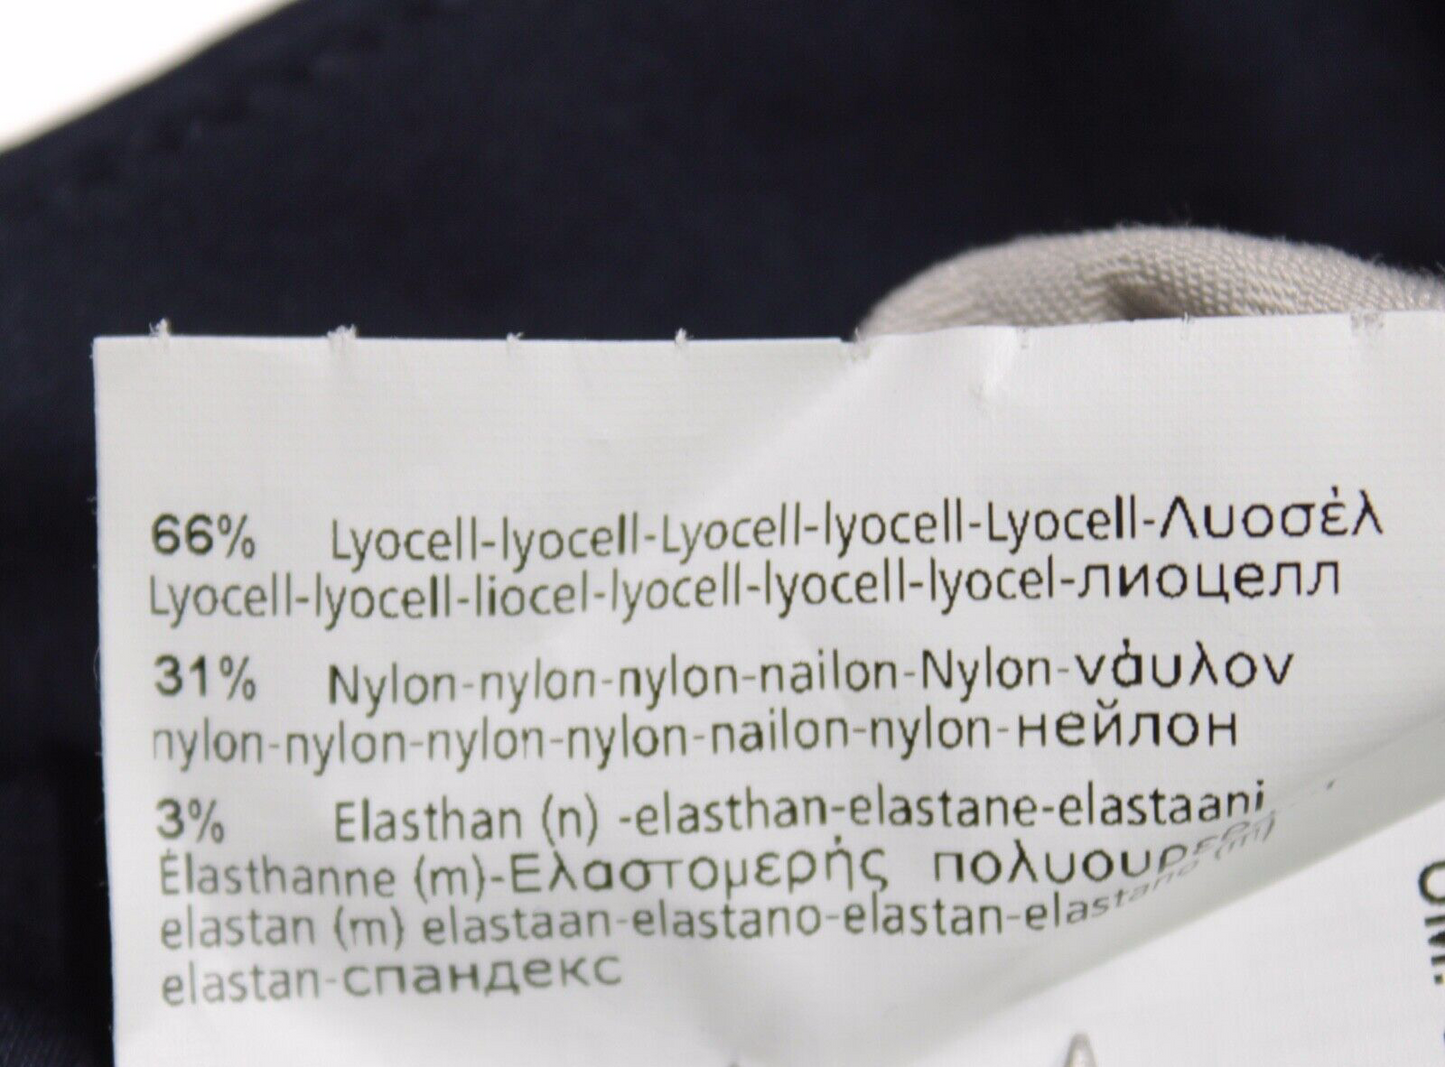 66% Lyocell-lyocell-Lyocell-lyocell-Lyocell-Λυοσέλ
Lyocell-lyocell-liocel-lyocell-lyocell-lyocel-лиоцелл
31% Nylon-nylon-nylon-nailon-Nylon-νάυλον
nylon-nylon-nylon-nylon-nailon-nylon-нейлон
3% Elasthan (n) -elasthan-elastane-elastaani
Élasthanne (m)-Ελαστομερής πολυουρε
elastan (m) elastaan-elastano-elastan-elastano (m)
elastan-спандекс